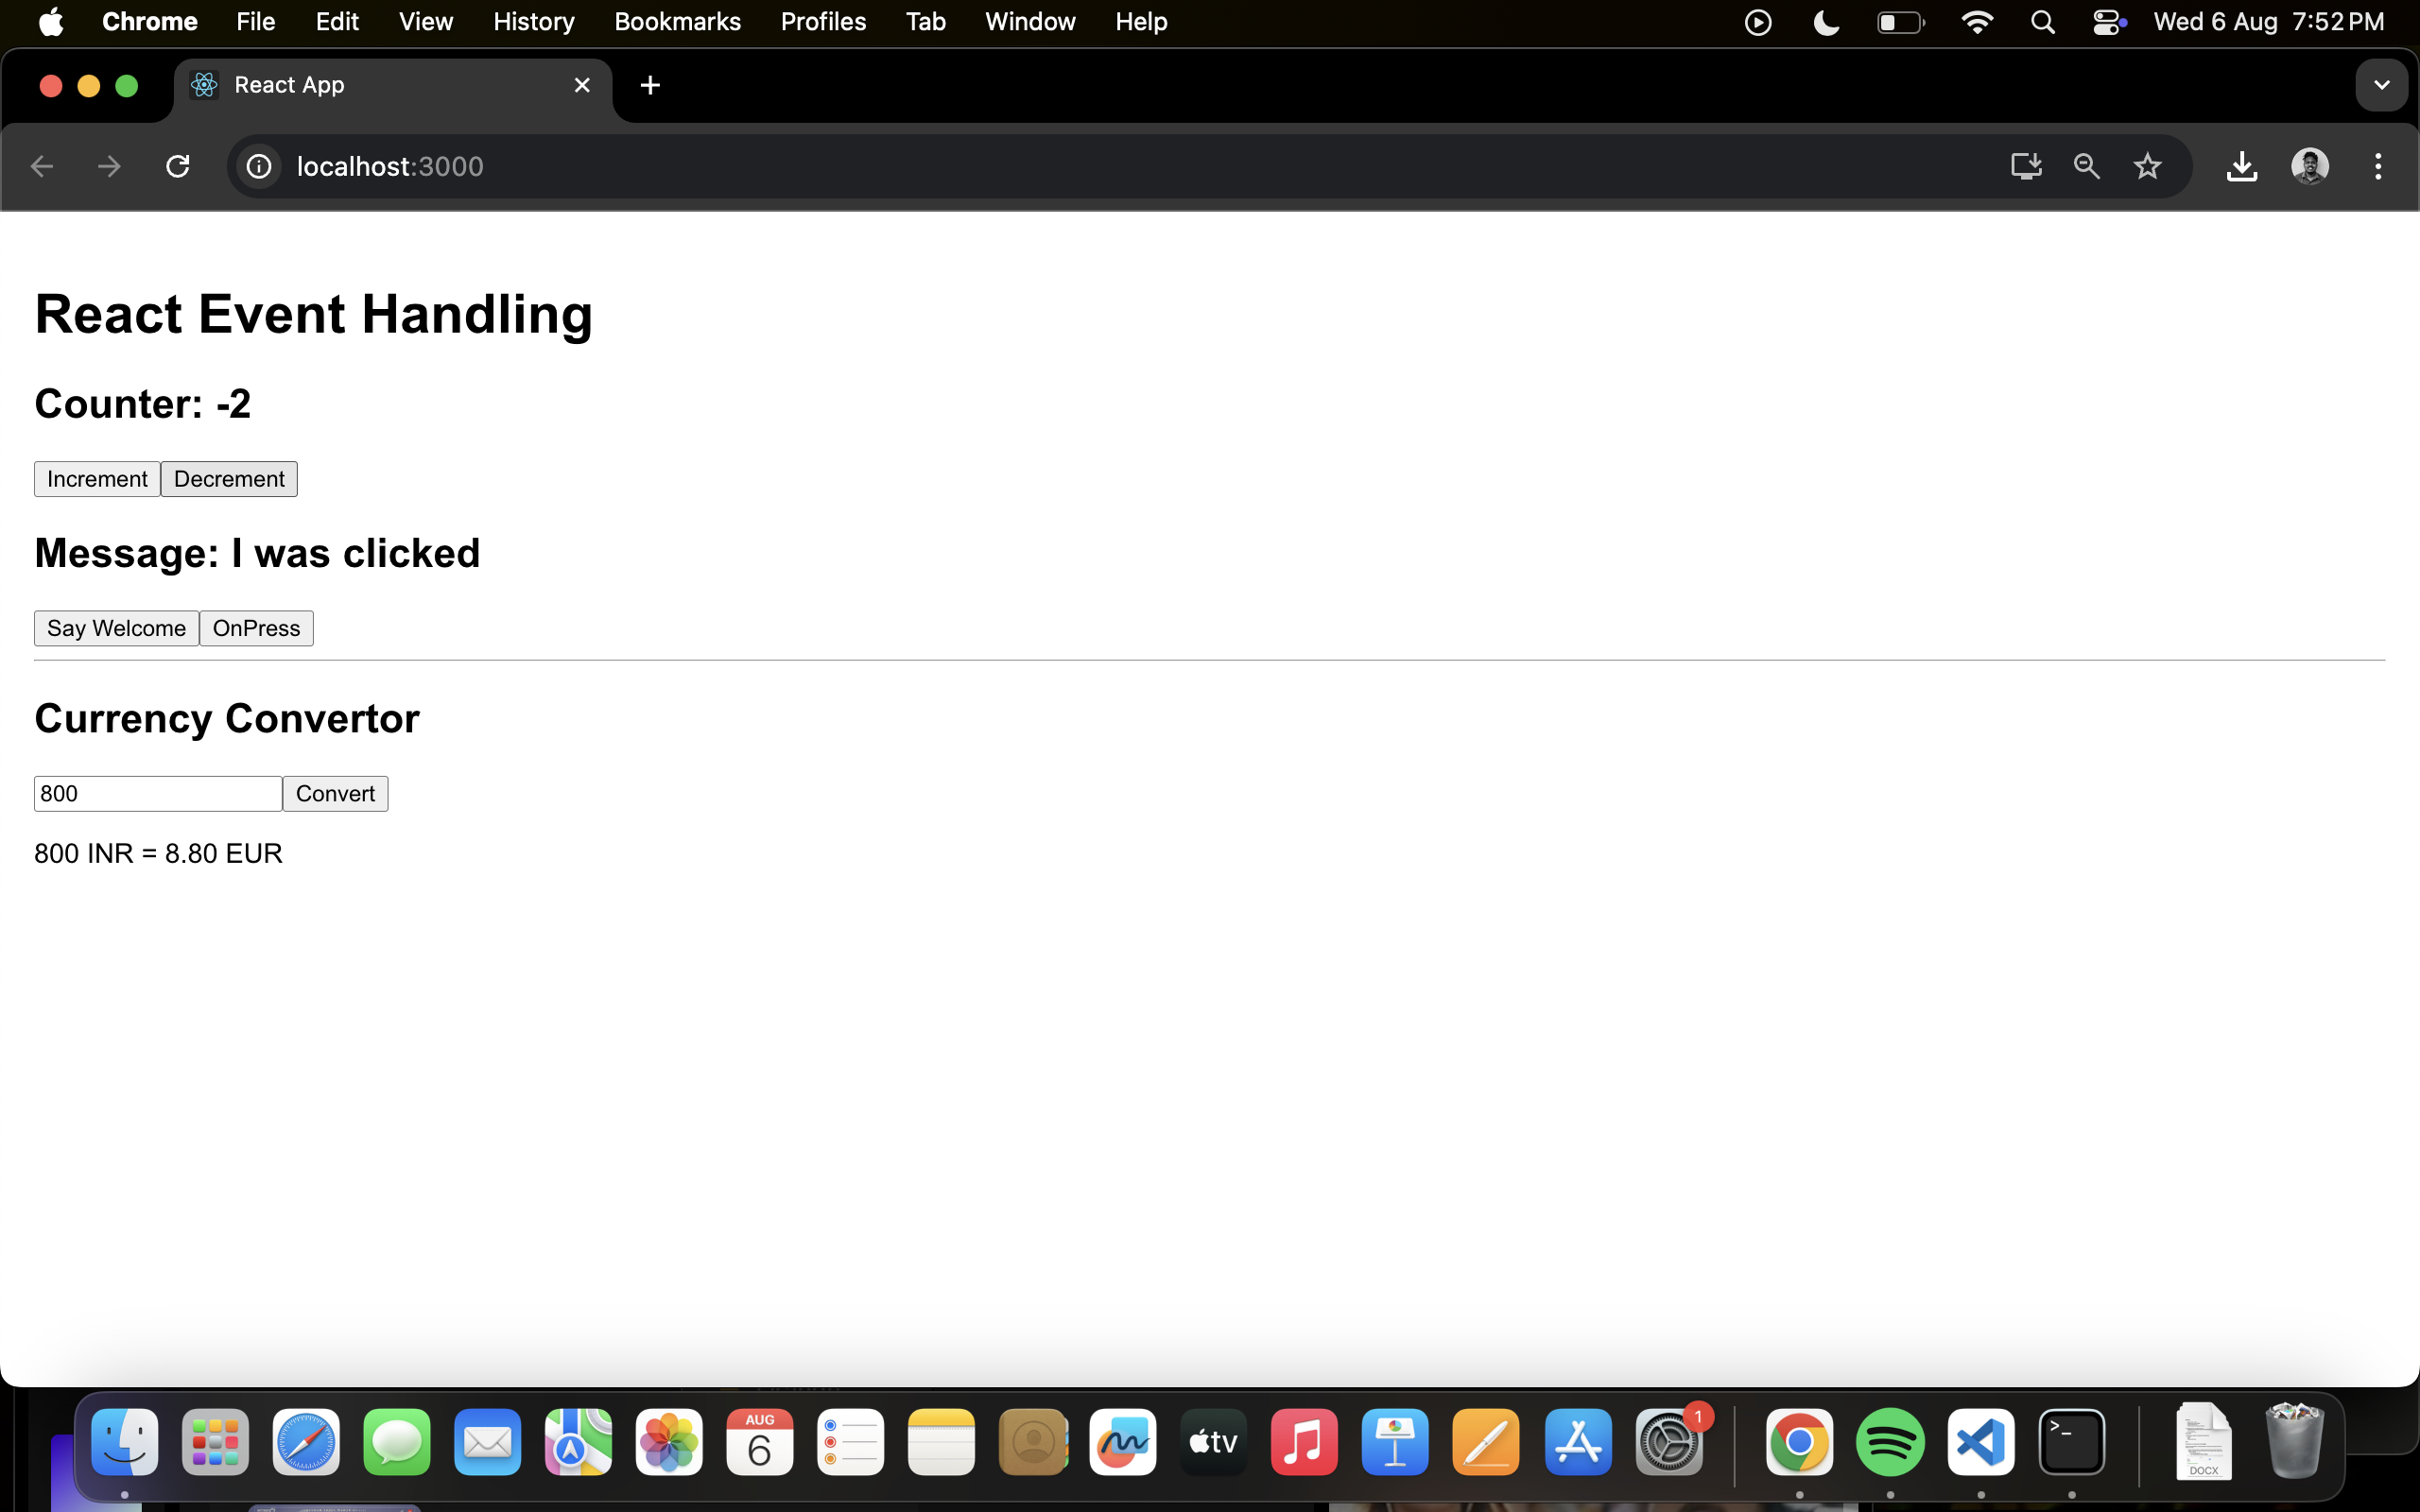 Chrome File Edit View History Bookmarks Profiles Tab Window Help Wed 6 Aug 7:52 PM
React App
localhost:3000
React Event Handling
Counter: -2
Increment Decrement
Message: I was clicked
Say Welcome OnPress
Currency Convertor
800 Convert
800 INR = 8.80 EUR
AUG
6
tv
1
>_
DOCX